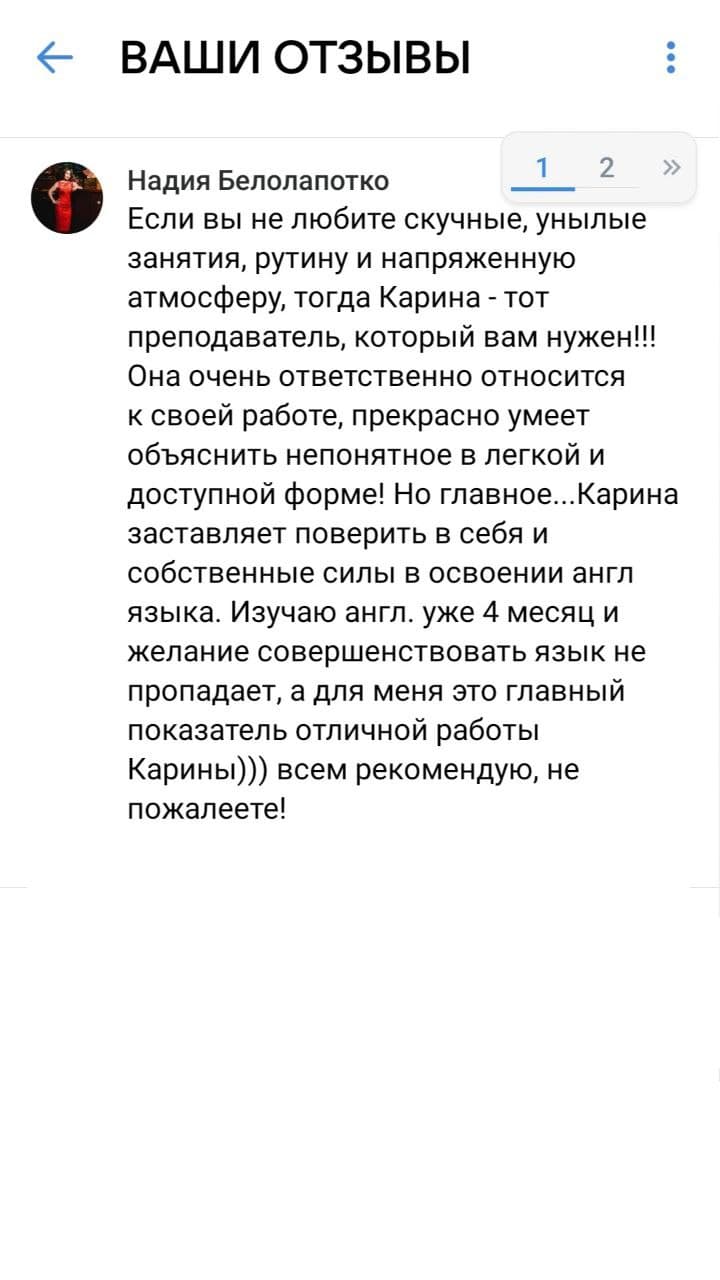 ВАШИ ОТЗЫВЫ
1 2 »
Надия Белолапотко
Если вы не любите скучные, унылые
занятия, рутину и напряженную
атмосферу, тогда Карина - тот
преподаватель, который вам нужен!!!
Она очень ответственно относится
к своей работе, прекрасно умеет
объяснить непонятное в легкой и
доступной форме! Но главное...Карина
заставляет поверить в себя и
собственные силы в освоении англ
языка. Изучаю англ. уже 4 месяц и
желание совершенствовать язык не
пропадает, а для меня это главный
показатель отличной работы
Карины))) всем рекомендую, не
пожалеете!